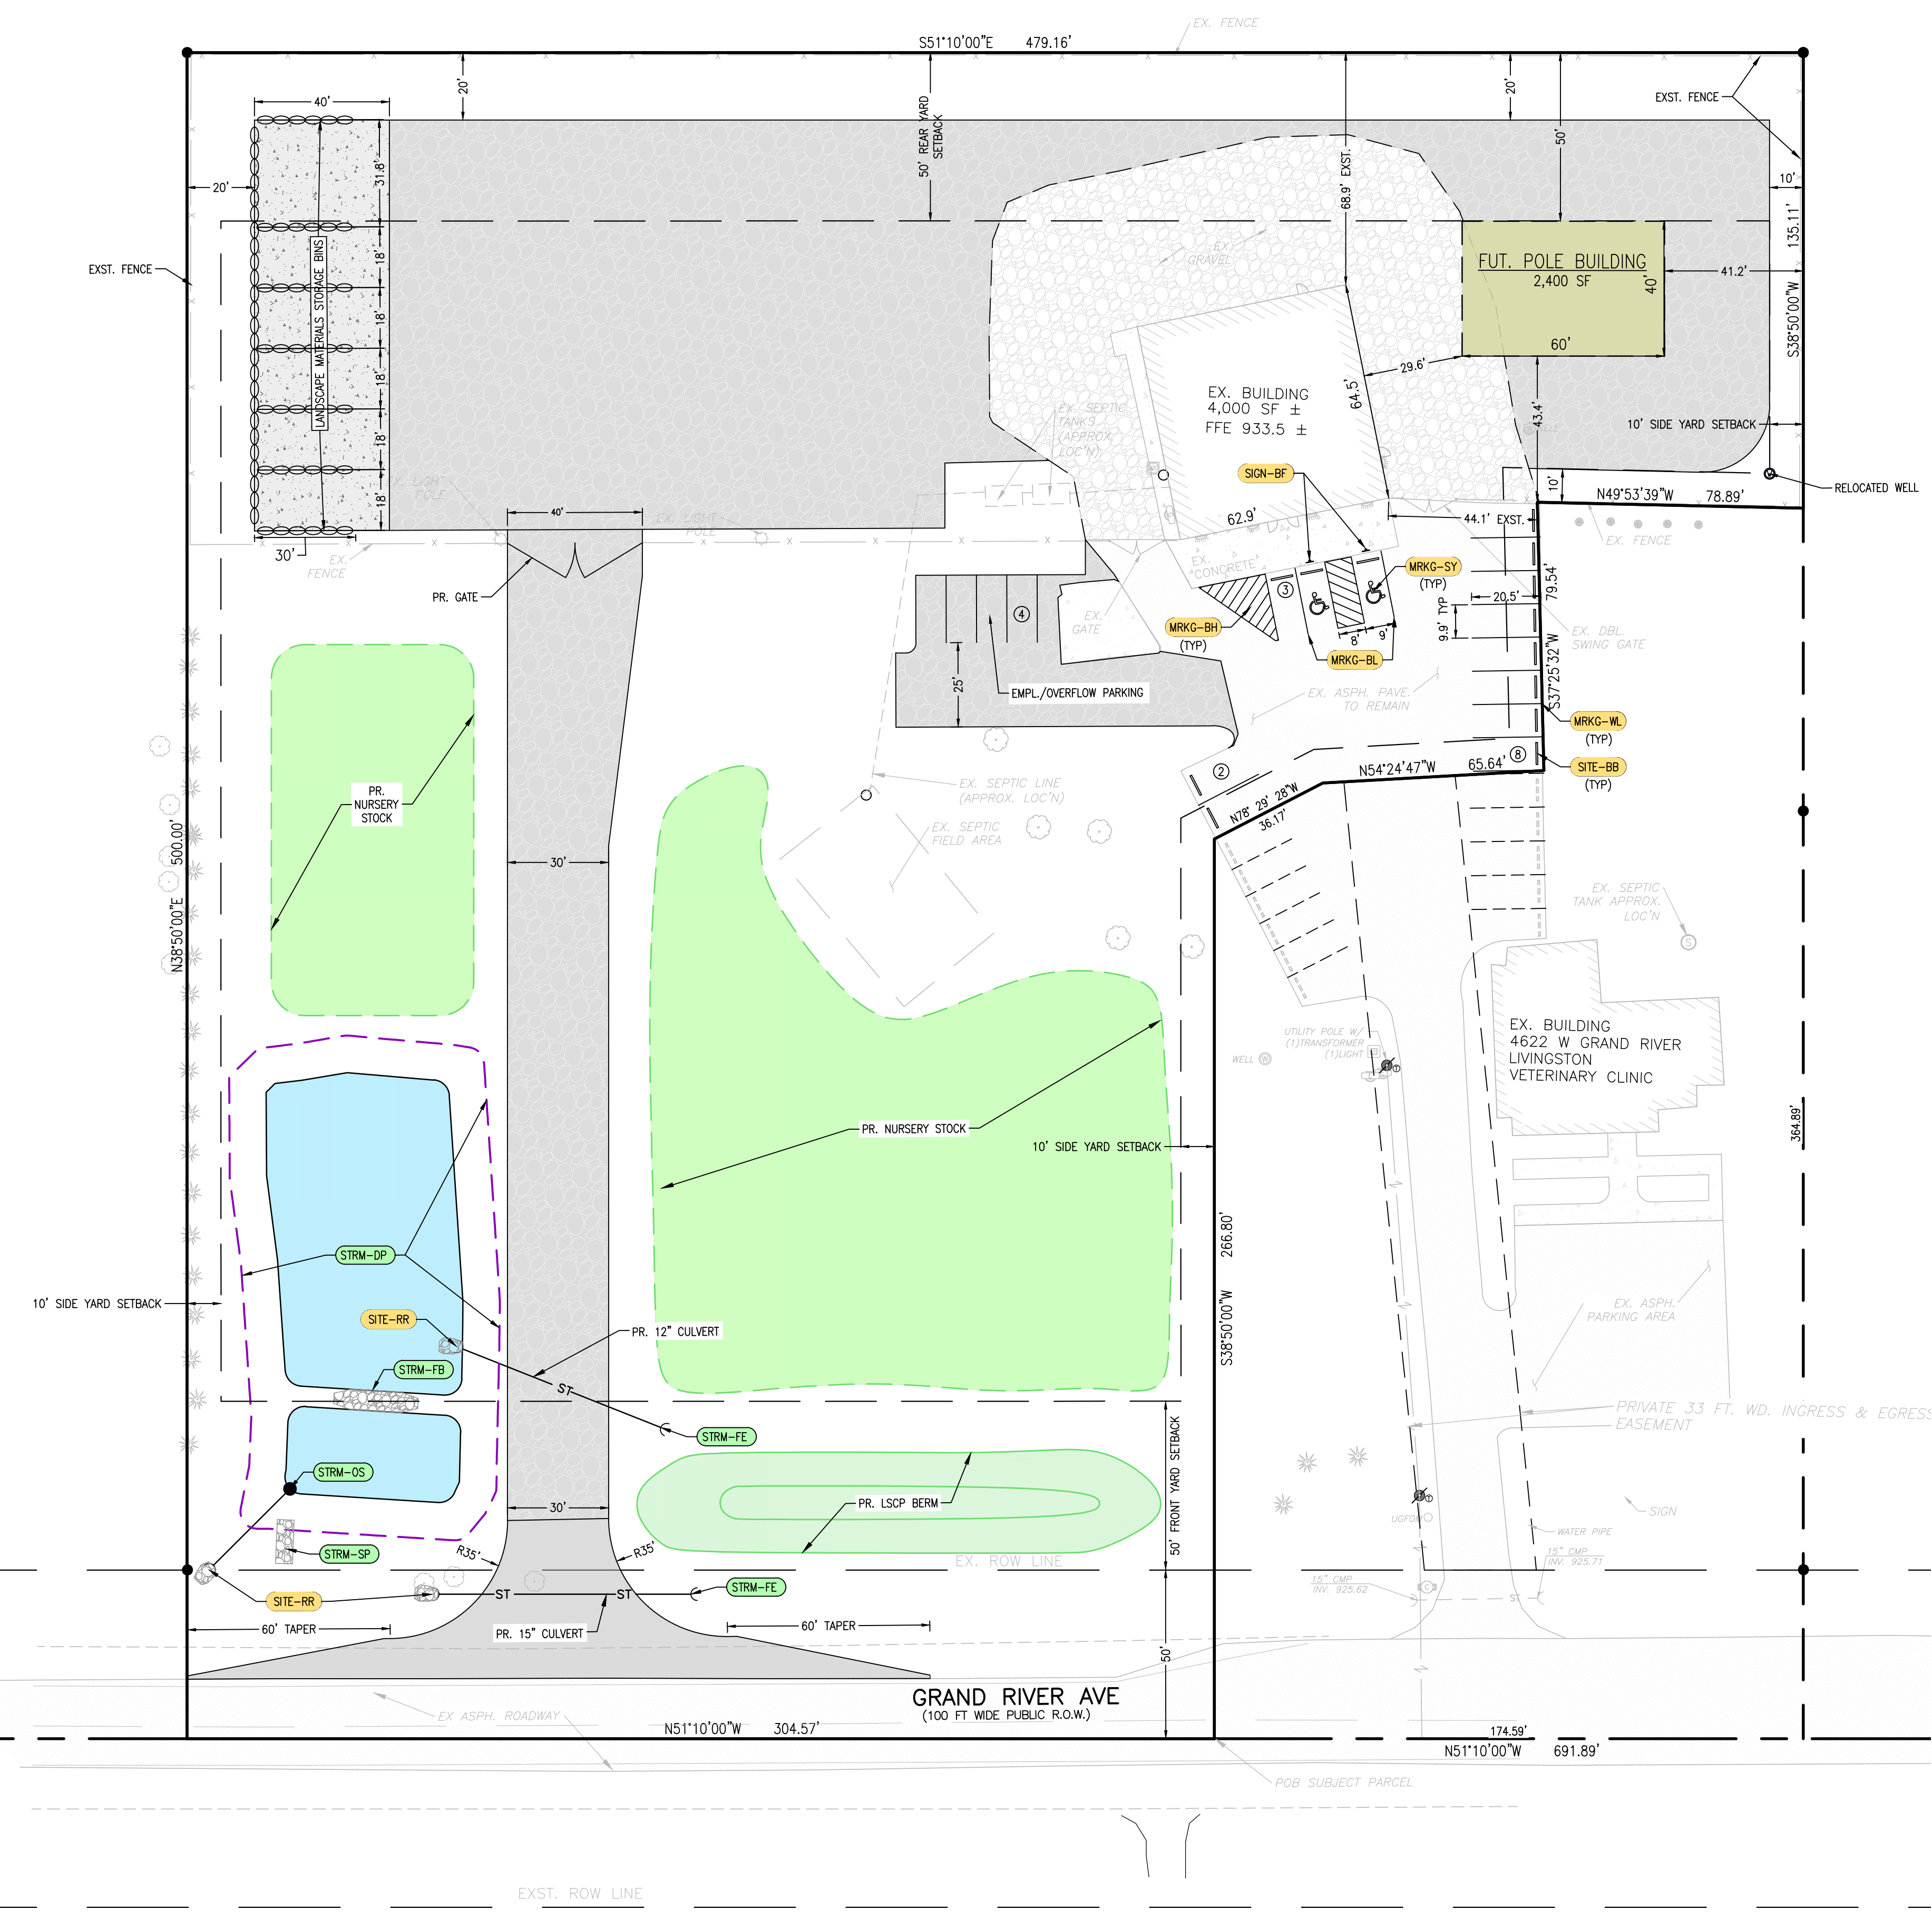 EX. FENCE
S51°10'00"E 479.16'
EXST. FENCE
40'
20'
50' REAR YARD
SETBACK
68.9' EXST.
20'
50'
20'
31.8'
10'
S38°50'00"W 135.11'
EXST. FENCE
LANDSCAPE MATERIALS STORAGE BINS
18'
18'
18'
18'
18'
30'
EX.
GRAVEL
FUT. POLE BUILDING
2,400 SF
40'
60'
41.2'
29.6'
64.5'
EX. BUILDING
4,000 SF ±
FFE 933.5 ±
43.4'
WELL
10' SIDE YARD SETBACK
EX. SEPTIC
TANKS
(APPROX.
LOC'N)
EX. LIGHT
POLE
EX. LIGHT
POLE
SIGN-BF
10'
N49°53'39"W 78.89'
RELOCATED WELL
40'
62.9'
44.1' EXST.
EX. FENCE
EX.
FENCE
EX.
CONCRETE
PR. GATE
MRKG-SY
(TYP)
3
4
20.5'
79.54'
9.9' TYP
EX.
GATE
MRKG-BH
(TYP)
8'
9'
MRKG-BL
EX. DBL.
SWING GATE
S37°25'32"W
25'
EMPL./OVERFLOW PARKING
EX. ASPH. PAVE.
TO REMAIN
MRKG-WL
(TYP)
8
SITE-BB
(TYP)
2
N54°24'47"W 65.64'
N78° 29' 28"W
36.17'
PR.
NURSERY
STOCK
EX. SEPTIC LINE
(APPROX. LOC'N)
EX. SEPTIC
FIELD AREA
30'
N38°50'00"E 500.00'
EX. SEPTIC
TANK APPROX.
LOC'N
S
EX. BUILDING
4622 W GRAND RIVER
LIVINGSTON
VETERINARY CLINIC
UTILITY POLE W/
(1)TRANSFORMER
(1)LIGHT
WELL W
PR. NURSERY STOCK
10' SIDE YARD SETBACK
364.89'
STRM-DP
S38°50'00"W 266.80'
10' SIDE YARD SETBACK
SITE-RR
PR. 12" CULVERT
STRM-FB
ST
EX. ASPH.
PARKING AREA
STRM-FE
PRIVATE 33 FT. WD. INGRESS & EGRESS
EASEMENT
50' FRONT YARD SETBACK
STRM-OS
30'
PR. LSCP BERM
SIGN
UGFOM
WATER PIPE
STRM-SP
R35'
R35'
EX. ROW LINE
15" CMP
INV. 925.71
15" CMP
INV. 925.62
C
ST
SITE-RR
ST
ST
STRM-FE
60' TAPER
PR. 15" CULVERT
60' TAPER
50'
GRAND RIVER AVE
(100 FT WIDE PUBLIC R.O.W.)
EX ASPH. ROADWAY
N51°10'00"W 304.57'
174.59'
N51°10'00"W 691.89'
POB SUBJECT PARCEL
EXST. ROW LINE